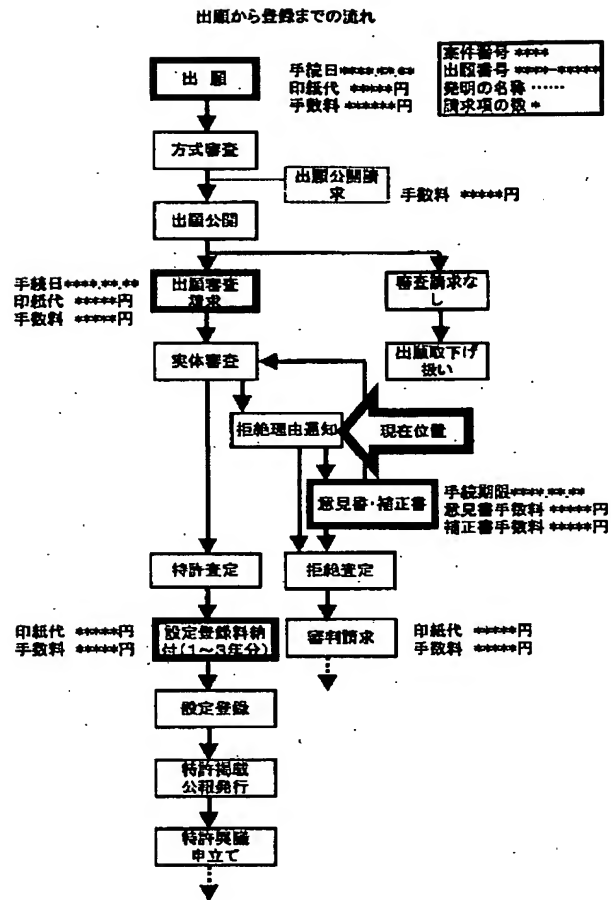 出願から登録までの流れ
出 願
手続日****.**.**
印紙代 *****円
手数料 ******円
案件番号 ****
出願番号 ****-*****
発明の名称 ……
請求項の数 *
方式審査
出願公開請
求
手数料 *****円
出願公開
手続日****.**.**
印紙代 *****円
手数料 *****円
出願審査
請求
審査請求な
し
出願取下げ
扱い
実体審査
拒絶理由通知
現在位置
意見書・補正書
手続期限****.**.**
意見書手数料 *****円
補正書手数料 *****円
特許査定
拒絶査定
印紙代 *****円
手数料 *****円
設定登録料納
付(1~3年分)
審判請求
印紙代 *****円
手数料 *****円
設定登録
特許掲載
公報発行
特許異議
申立て